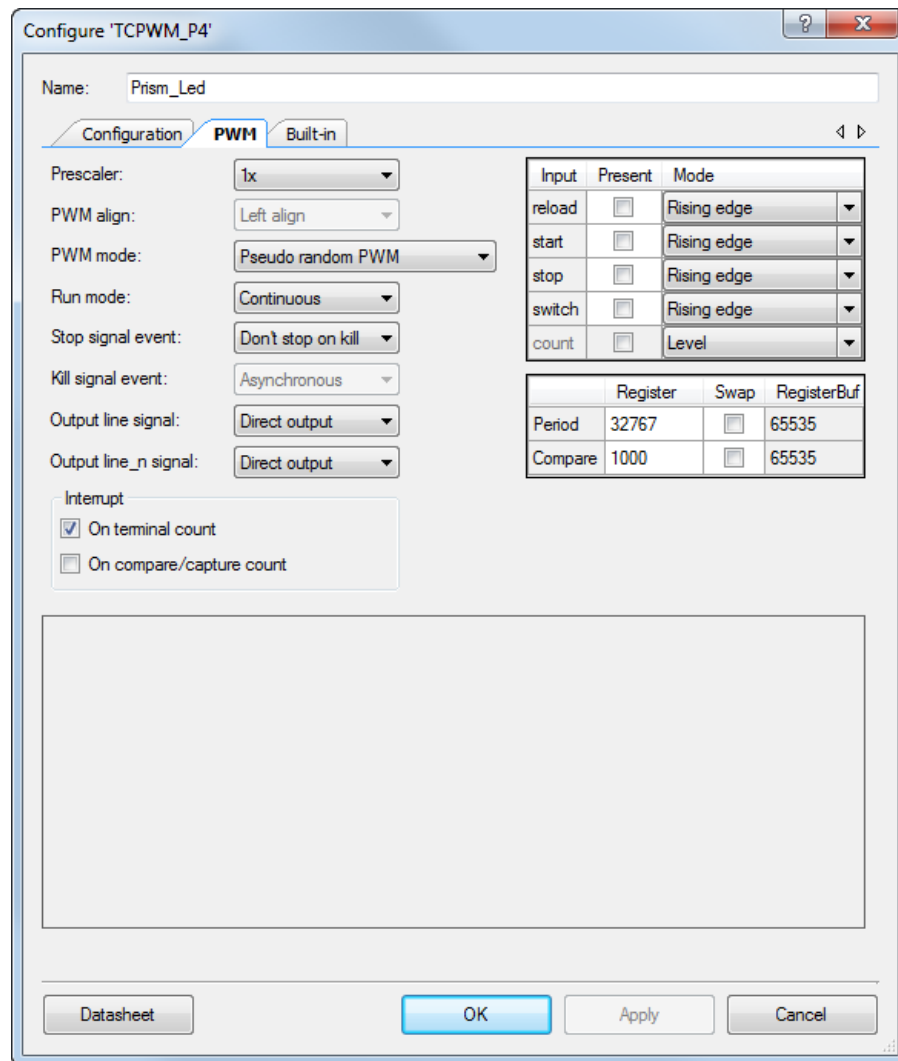 Configure 'TCPWM_P4'
Name: Prism_Led
Configuration PWM Built-in
Prescaler: 1x
PWM align: Left align
PWM mode: Pseudo random PWM
Run mode: Continuous
Stop signal event: Don't stop on kill
Kill signal event: Asynchronous
Output line signal: Direct output
Output line_n signal: Direct output
Interrupt
On terminal count
On compare/capture count
Input Present Mode
reload Rising edge
start Rising edge
stop Rising edge
switch Rising edge
count Level
Register Swap RegisterBuf
Period 32767 65535
Compare 1000 65535
Datasheet OK Apply Cancel